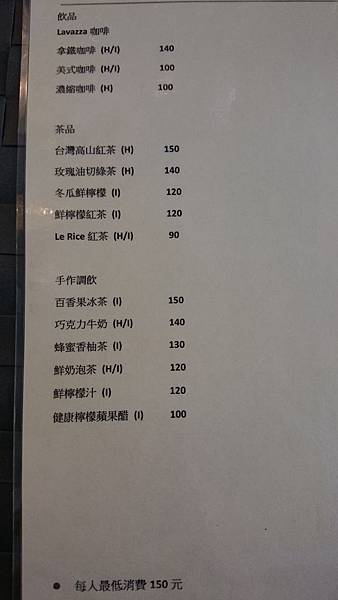 飲品
Lavazza 咖啡
拿鐵咖啡 (H/I) 140
美式咖啡 (H/I) 100
濃縮咖啡 (H) 100
茶品
台灣高山紅茶 (H) 150
玫瑰油切綠茶 (H) 140
冬瓜鮮檸檬 (I) 120
鮮檸檬紅茶 (I) 120
Le Rice 紅茶 (H/I) 90
手作調飲
百香果冰茶 (I) 150
巧克力牛奶 (H/I) 140
蜂蜜香柚茶 (I) 130
鮮奶泡茶 (H/I) 120
鮮檸檬汁 (I) 120
健康檸檬蘋果醋 (I) 100
● 每人最低消費 150 元